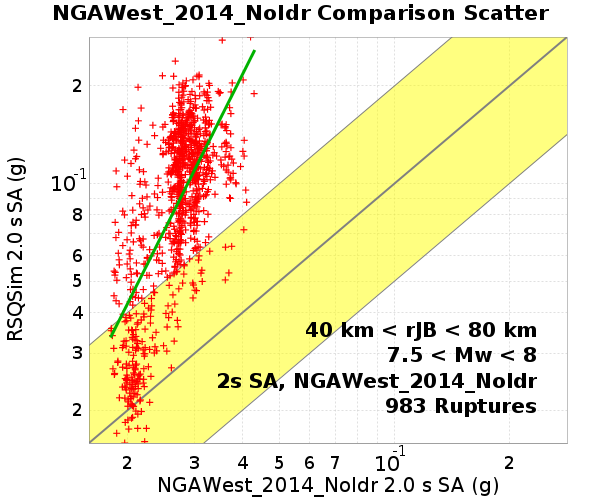 NGAWest_2014_NoIdr Comparison Scatter
RSQSim 2.0 s SA (g)
2
10-1
8
6
5
4
3
2
40 km < rJB < 80 km
7.5 < Mw < 8
2s SA, NGAWest_2014_NoIdr
983 Ruptures
2 3 4 5 6 7 10-1 2
NGAWest_2014_NoIdr 2.0 s SA (g)